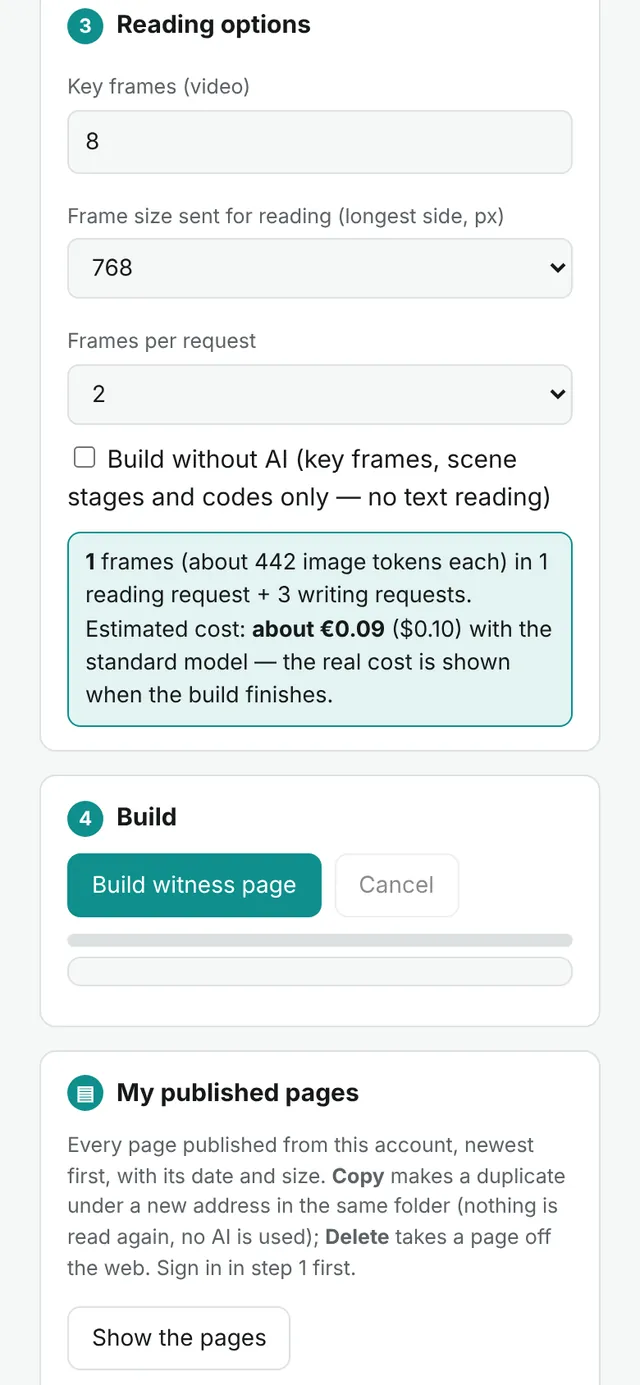 3 Reading options
Key frames (video)
8
Frame size sent for reading (longest side, px)
768
Frames per request
2
Build without AI (key frames, scene
stages and codes only — no text reading)
1 frames (about 442 image tokens each) in 1
reading request + 3 writing requests.
Estimated cost: about €0.09 ($0.10) with the
standard model — the real cost is shown
when the build finishes.
4 Build
Build witness page
Cancel
My published pages
Every page published from this account, newest
first, with its date and size. Copy makes a duplicate
under a new address in the same folder (nothing is
read again, no AI is used); Delete takes a page off
the web. Sign in in step 1 first.
Show the pages